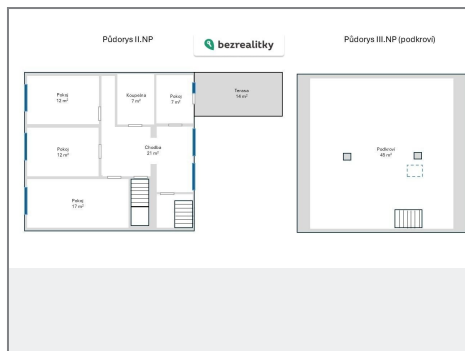 Půdorys II.NP
bezrealitky
Půdorys III.NP (podkroví)
Pokoj
12 m²
Koupelna
7 m²
Pokoj
7 m²
Terasa
14 m²
Pokoj
12 m²
Chodba
21 m²
Podkroví
45 m²
Pokoj
17 m²